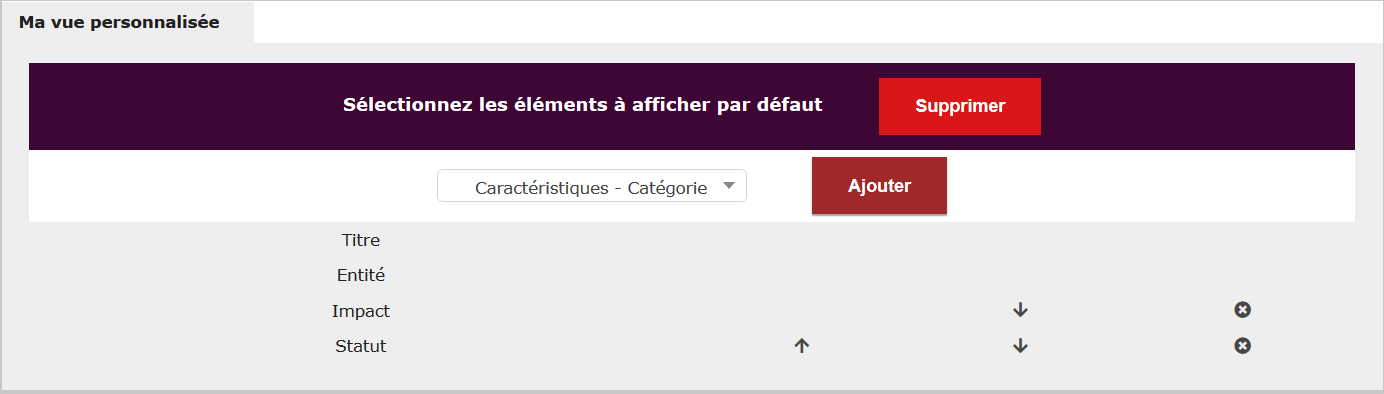 Ma vue personnalisée
Sélectionnez les éléments à afficher par défaut
Supprimer
Caractéristiques - Catégorie
Ajouter
Titre
Entité
Impact
Statut